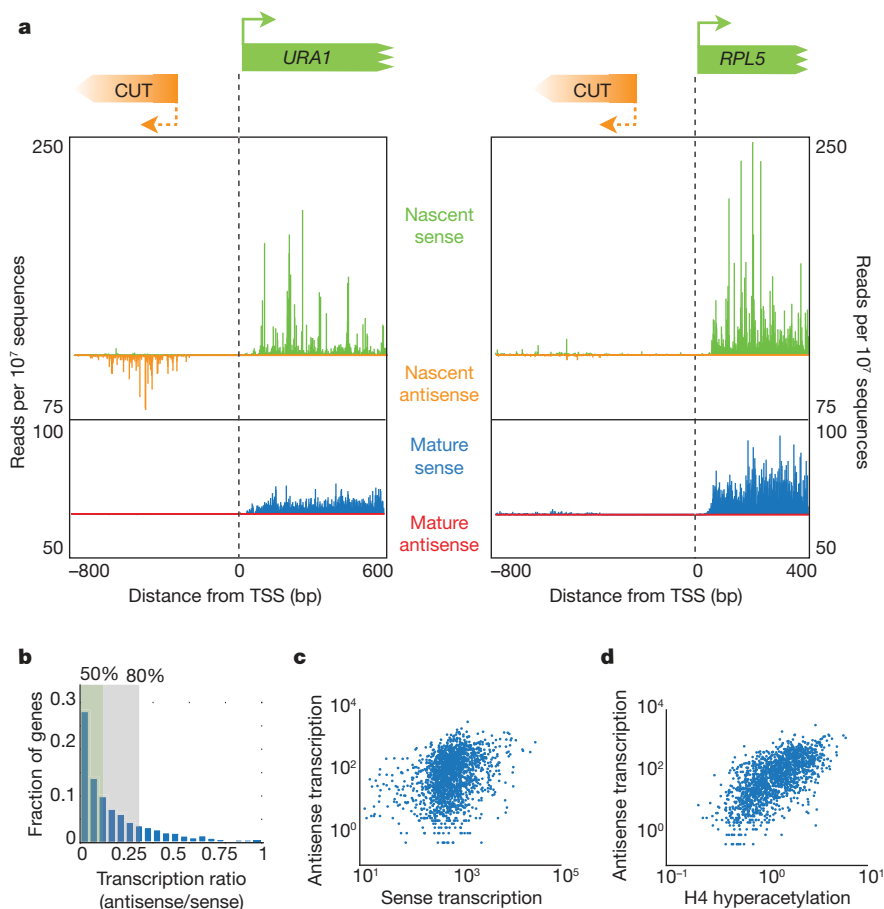 a
URA1
RPL5
CUT
CUT
250
250
Nascent
sense
Reads per 10⁷ sequences
Reads per 10⁷ sequences
Nascent
antisense
75
75
100
100
Mature
sense
Mature
antisense
50
50
−800 0 600
−800 0 400
Distance from TSS (bp)
Distance from TSS (bp)
b
50% 80%
0.3
0.2
0.1
0
Fraction of genes
0 0.25 0.5 0.75 1
Transcription ratio
(antisense/sense)
c
Antisense transcription
10⁴
10²
10⁰
10¹ 10³ 10⁵
Sense transcription
d
Antisense transcription
10⁴
10²
10⁰
10⁻¹ 10⁰ 10¹
H4 hyperacetylation